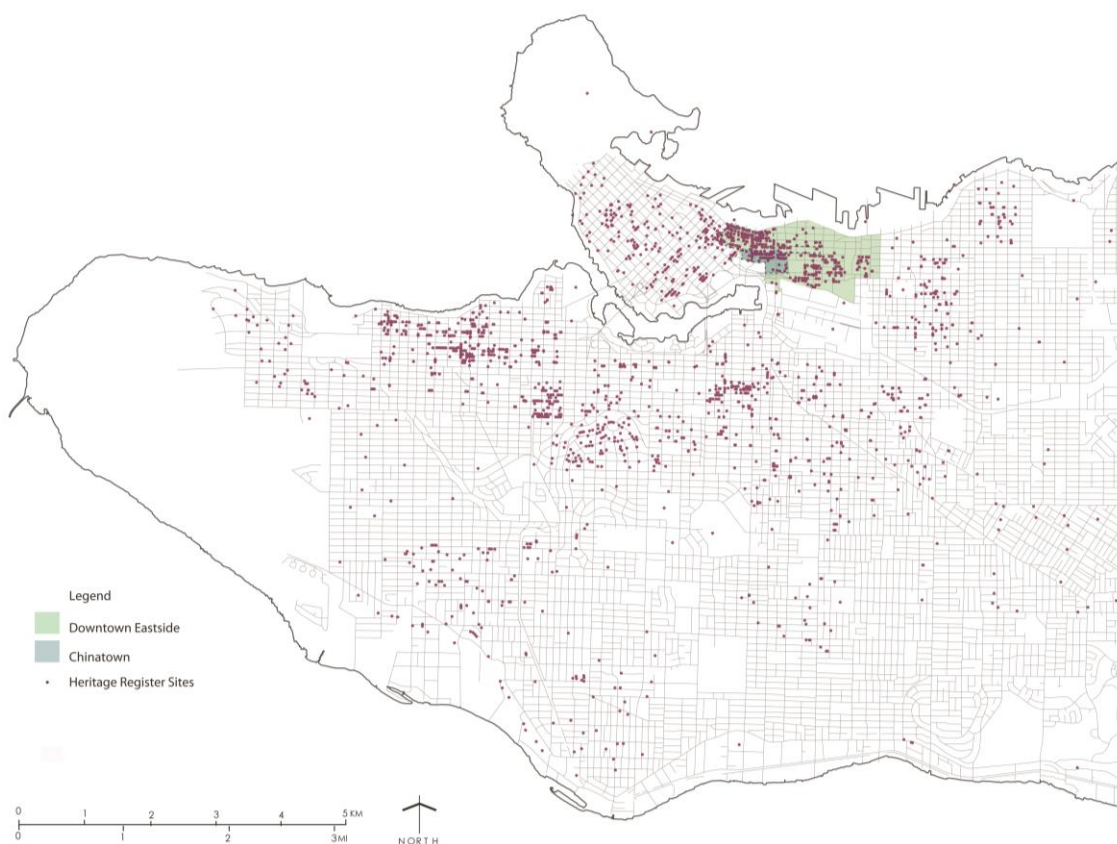 Legend
Downtown Eastside
Chinatown
Heritage Register Sites
0 1 2 3 4 5 KM
0 1 2 3 MI
NORTH